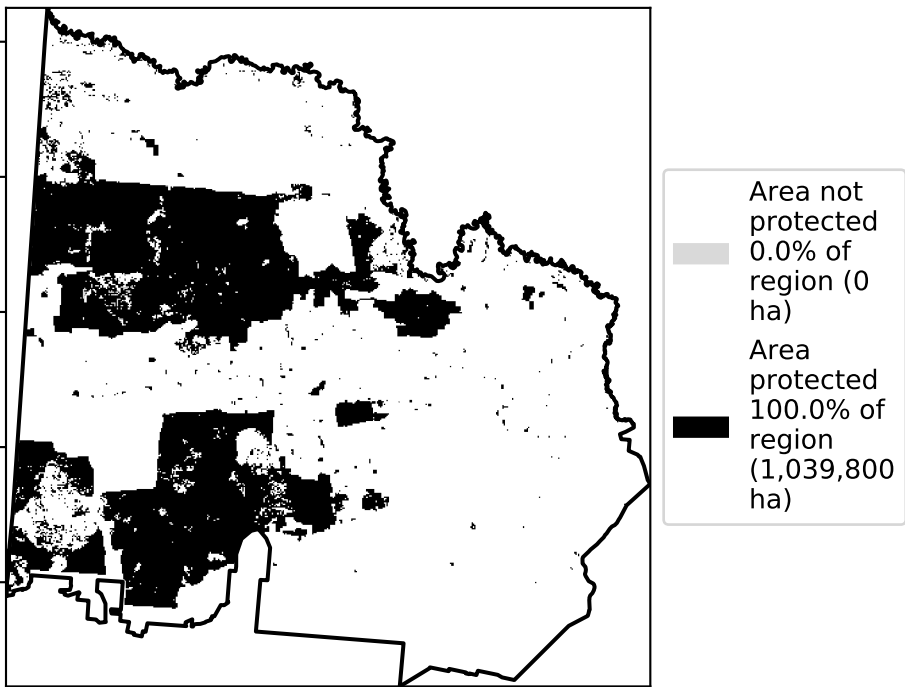 Area not
protected
0.0% of
region (0
ha)
Area
protected
100.0% of
region
(1,039,800
ha)